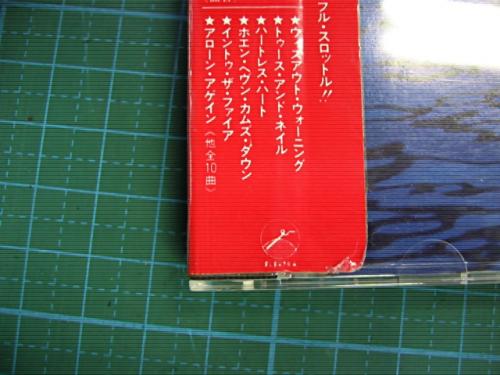 フル・スロットル!!
★ウィズアウト・ウォーニング
★トゥース・アンド・ネイル
★ハートレス・ハート
★ホエン・ヘヴン・カムズ・ダウン
★イントゥ・ザ・ファイア
★アローン・アゲイン（他全10曲）